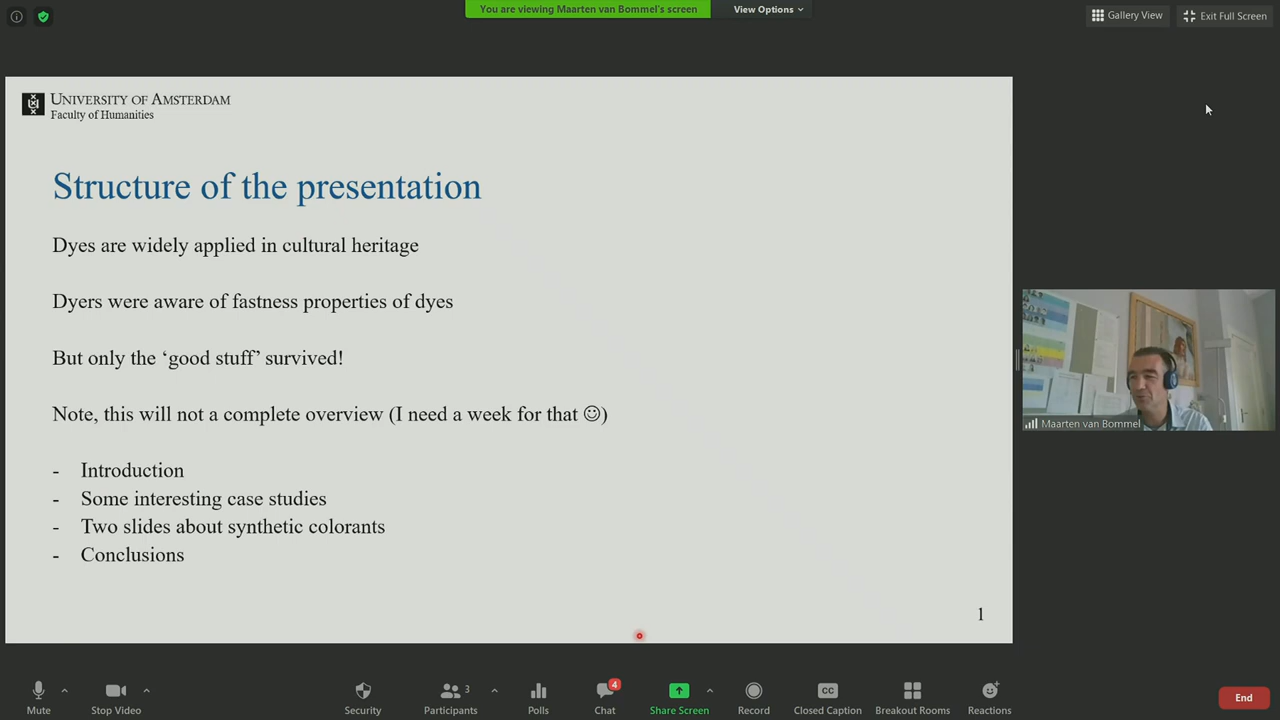 You are viewing Maarten van Bommel's screen
View Options
Gallery View
Exit Full Screen
UNIVERSITY OF AMSTERDAM
Faculty of Humanities
Structure of the presentation
Dyes are widely applied in cultural heritage
Dyers were aware of fastness properties of dyes
But only the ‘good stuff’ survived!
Note, this will not a complete overview (I need a week for that ☺)
- Introduction
- Some interesting case studies
- Two slides about synthetic colorants
- Conclusions
1
Maarten van Bommel
Mute
Stop Video
Security
Participants 3
Polls
Chat 4
Share Screen
Record
CC
Closed Caption
Breakout Rooms
Reactions
End